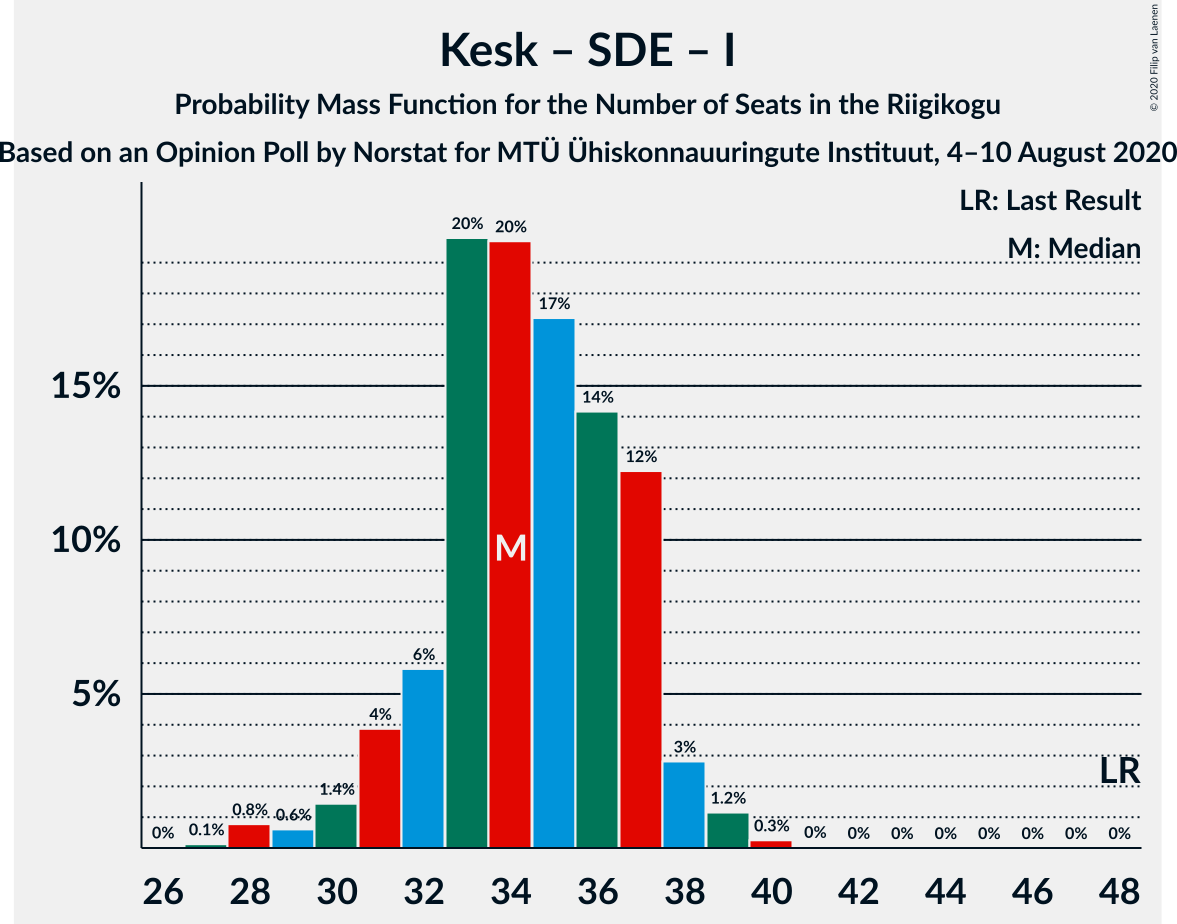 Kesk – SDE – I
Probability Mass Function for the Number of Seats in the Riigikogu
Based on an Opinion Poll by Norstat for MTÜ Ühiskonnauuringute Instituut, 4–10 August 2020
© 2020 Filip van Laenen
LR: Last Result
M: Median
20% 20%
17%
15%
14%
12%
10%
M
6%
5%
4%
3%
LR
0% 0.1% 0.8% 0.6% 1.4% 1.2% 0.3% 0% 0% 0% 0% 0% 0% 0% 0%
26 28 30 32 34 36 38 40 42 44 46 48